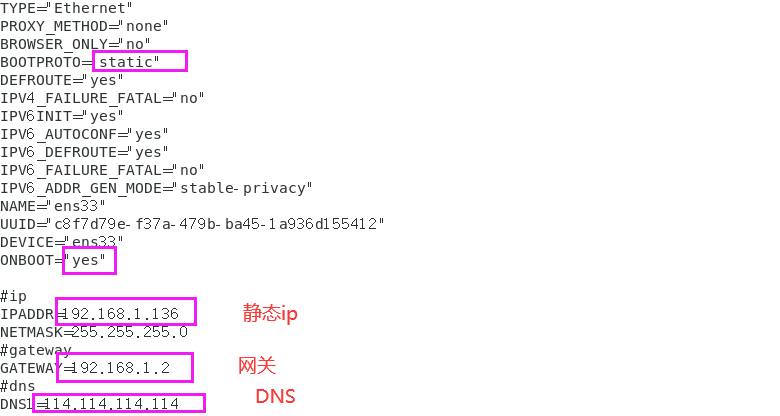 TYPE="Ethernet"
PROXY_METHOD="none"
BROWSER_ONLY="no"
BOOTPROTO="static"
DEFROUTE="yes"
IPV4_FAILURE_FATAL="no"
IPV6INIT="yes"
IPV6_AUTOCONF="yes"
IPV6_DEFROUTE="yes"
IPV6_FAILURE_FATAL="no"
IPV6_ADDR_GEN_MODE="stable-privacy"
NAME="ens33"
UUID="c8f7d79e-f37a-479b-ba45-1a936d155412"
DEVICE="ens33"
ONBOOT="yes"
#ip
IPADDR=192.168.1.136 静态ip
NETMASK=255.255.255.0
#gateway
GATEWAY=192.168.1.2 网关
#dns
DNS1=114.114.114.114 DNS